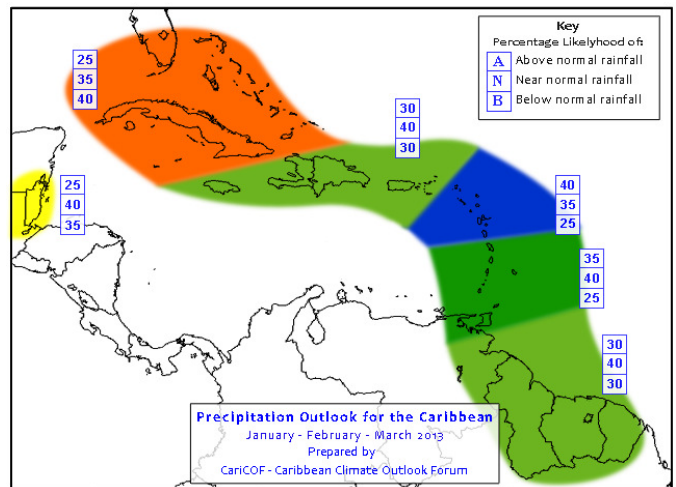 Key
Percentage Likelyhood of:
A Above normal rainfall
N Near normal rainfall
B Below normal rainfall
25
35
40
30
40
30
25
40
35
40
35
25
35
40
25
30
40
30
Precipitation Outlook for the Caribbean
January - February - March 2013
Prepared by
CariCOF - Caribbean Climate Outlook Forum